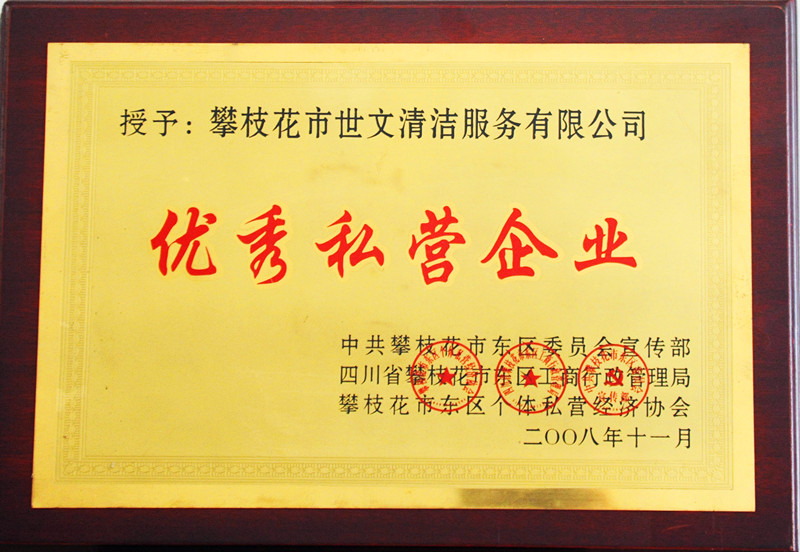 授予：攀枝花市世文清洁服务有限公司
优秀私营企业
中共攀枝花市东区委员会宣传部
四川省攀枝花市东区工商行政管理局
攀枝花市东区个体私营经济协会
二〇〇八年十一月